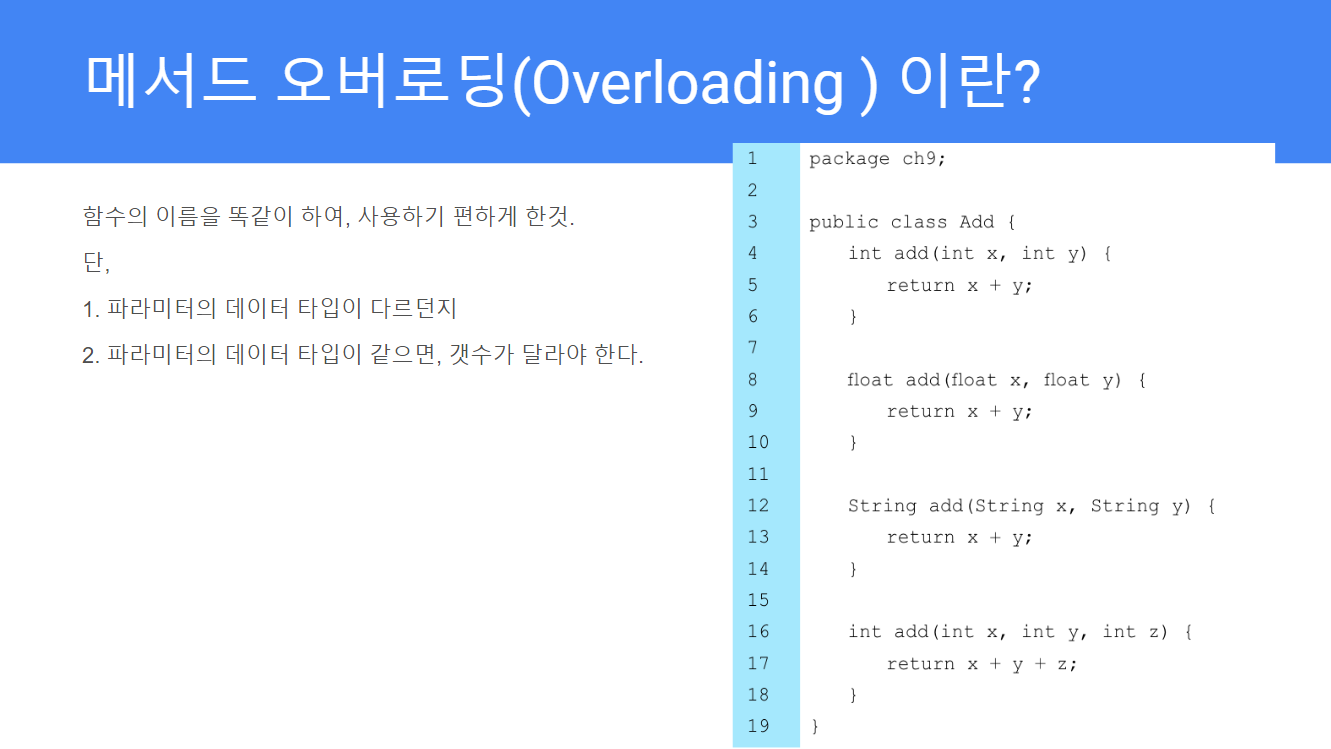 메서드 오버로딩(Overloading ) 이란?
함수의 이름을 똑같이 하여, 사용하기 편하게 한것.
단,
1. 파라미터의 데이터 타입이 다르던지
2. 파라미터의 데이터 타입이 같으면, 갯수가 달라야 한다.
1 package ch9;
2
3 public class Add {
4 int add(int x, int y) {
5 return x + y;
6 }
7
8 float add(float x, float y) {
9 return x + y;
10 }
11
12 String add(String x, String y) {
13 return x + y;
14 }
15
16 int add(int x, int y, int z) {
17 return x + y + z;
18 }
19 }